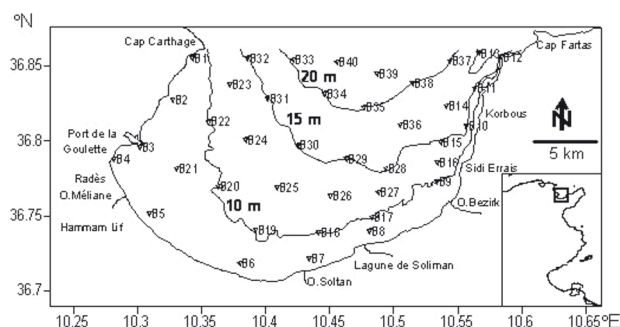 °N
Cap Carthage
Cap Fartas
36.85
B1
B32
B33
B40
B37
B13
B12
20 m
B39
B38
B11
B23
B31
B34
B35
B14
B2
15 m
Korbous
36.8
Port de la
Goulette
B22
B36
B10
B3
B24
B30
B15
5 km
B4
B21
B29
B28
B16
Sidi Errais
Radès
B20
B25
B26
B27
B9
O.Méliane
10 m
O.Bezirk
36.75
Hammam Lif
B5
B19
B16
B17
B8
B6
B7
Lagune de Soliman
O.Soltan
36.7
10.25
10.3
10.35
10.4
10.45
10.5
10.55
10.6
10.65
°E
N